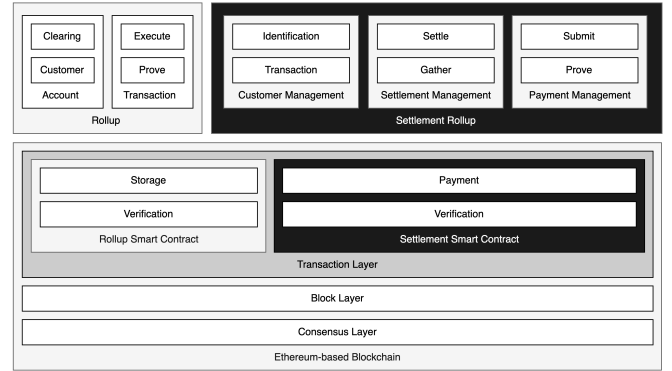 Clearing Execute Identification Settle Submit
Customer Prove Transaction Gather Prove
Account Transaction Customer Management Settlement Management Payment Management
Rollup Settlement Rollup
Storage Payment
Verification Verification
Rollup Smart Contract Settlement Smart Contract
Transaction Layer
Block Layer
Consensus Layer
Ethereum-based Blockchain